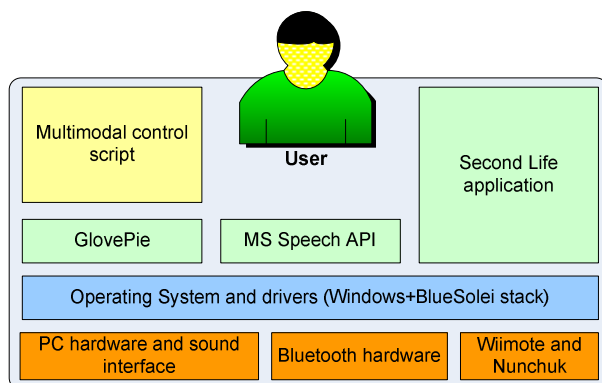 Multimodal control
script
User
Second Life
application
GlovePie
MS Speech API
Operating System and drivers (Windows+BlueSolei stack)
PC hardware and sound
interface
Bluetooth hardware
Wiimote and
Nunchuk